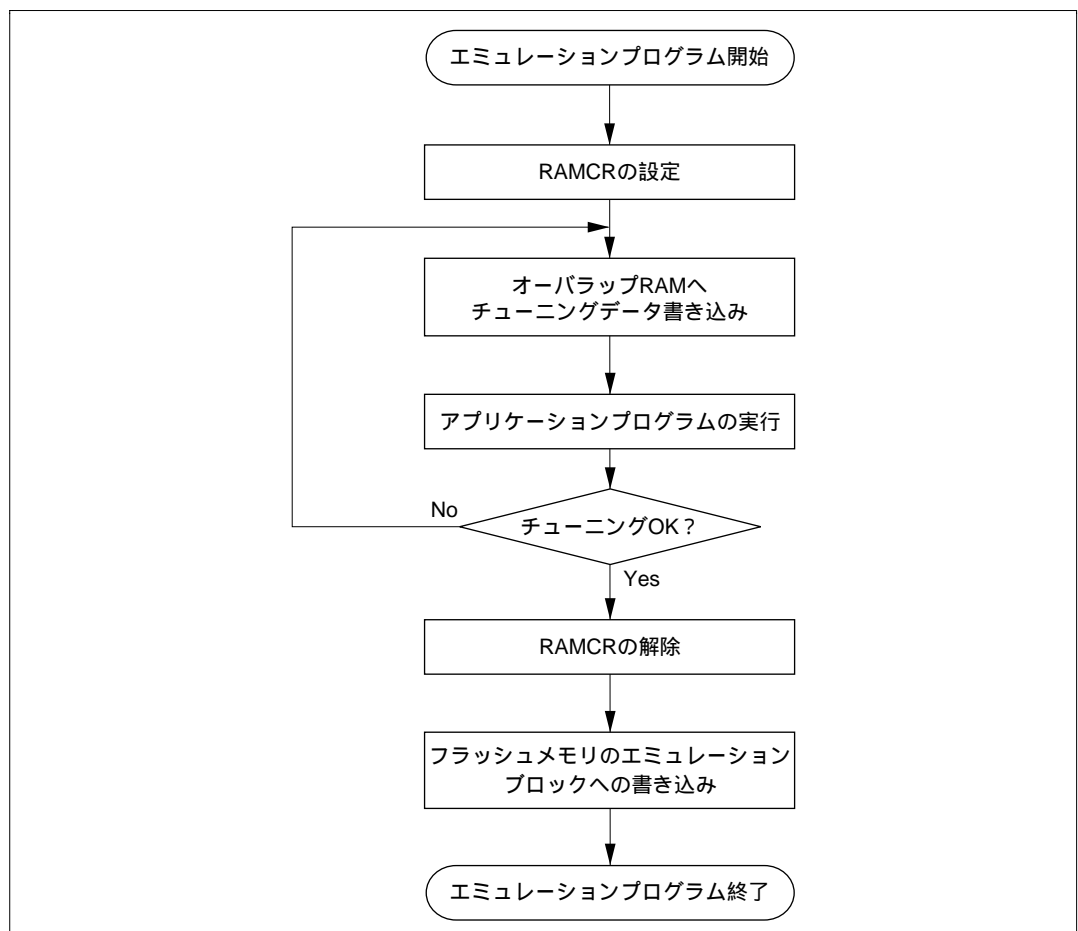 エミュレーションプログラム開始
RAMCRの設定
オーバラップRAMへ
チューニングデータ書き込み
アプリケーションプログラムの実行
No
チューニングOK？
Yes
RAMCRの解除
フラッシュメモリのエミュレーション
ブロックへの書き込み
エミュレーションプログラム終了